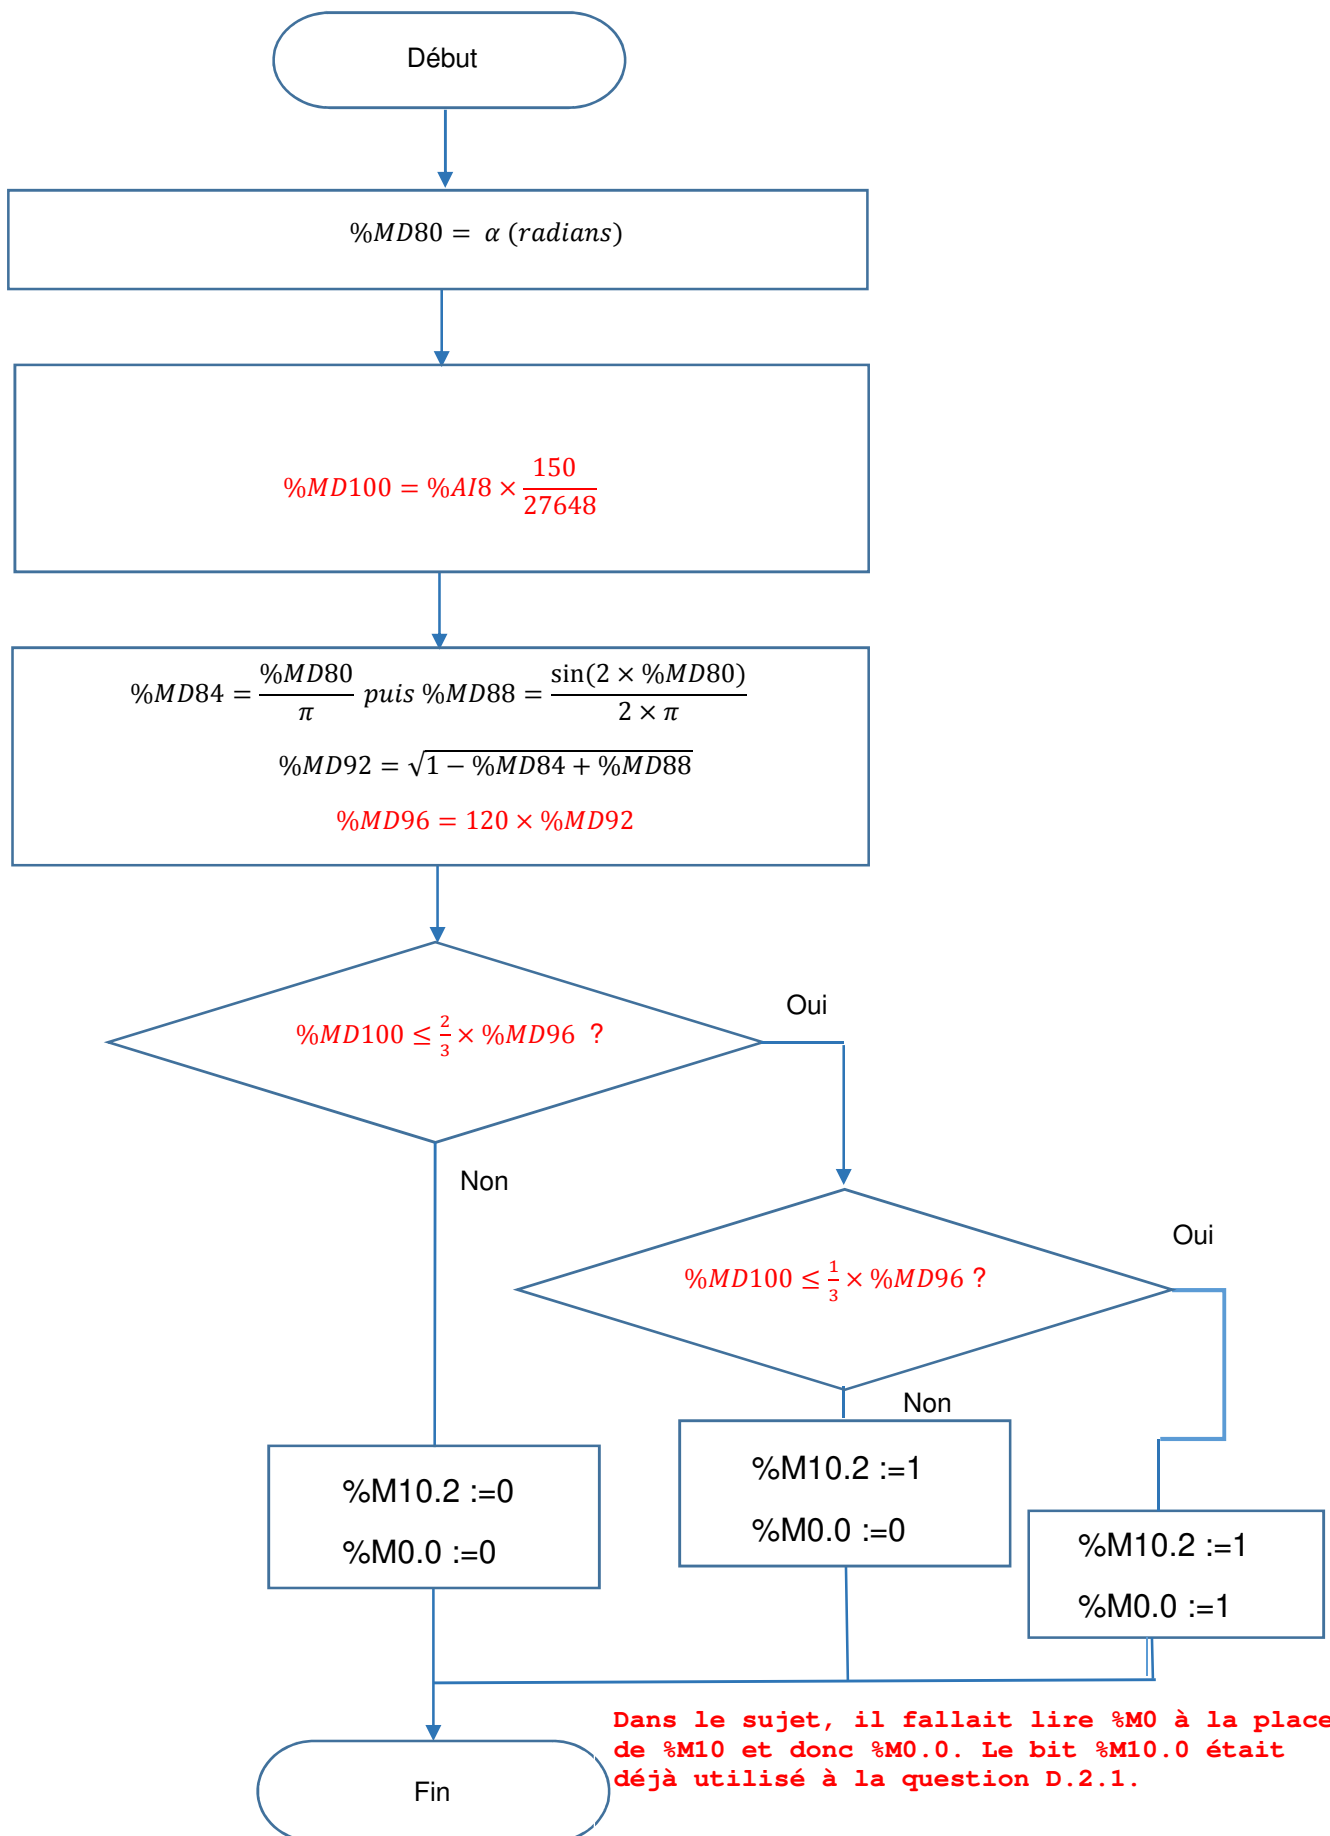 Début
%MD80 = α (radians)
%MD100 = %AI8 × 150/27648
%MD84 = %MD80/π puis %MD88 = sin(2 × %MD80)/(2 × π)
%MD92 = √(1 − %MD84 + %MD88)
%MD96 = 120 × %MD92
Oui
%MD100 ≤ 2/3 × %MD96 ?
Non
Oui
%MD100 ≤ 1/3 × %MD96 ?
Non
%M10.2 :=0
%M0.0 :=0
%M10.2 :=1
%M0.0 :=0
%M10.2 :=1
%M0.0 :=1
Dans le sujet, il fallait lire %M0 à la place
de %M10 et donc %M0.0. Le bit %M10.0 était
déjà utilisé à la question D.2.1.
Fin